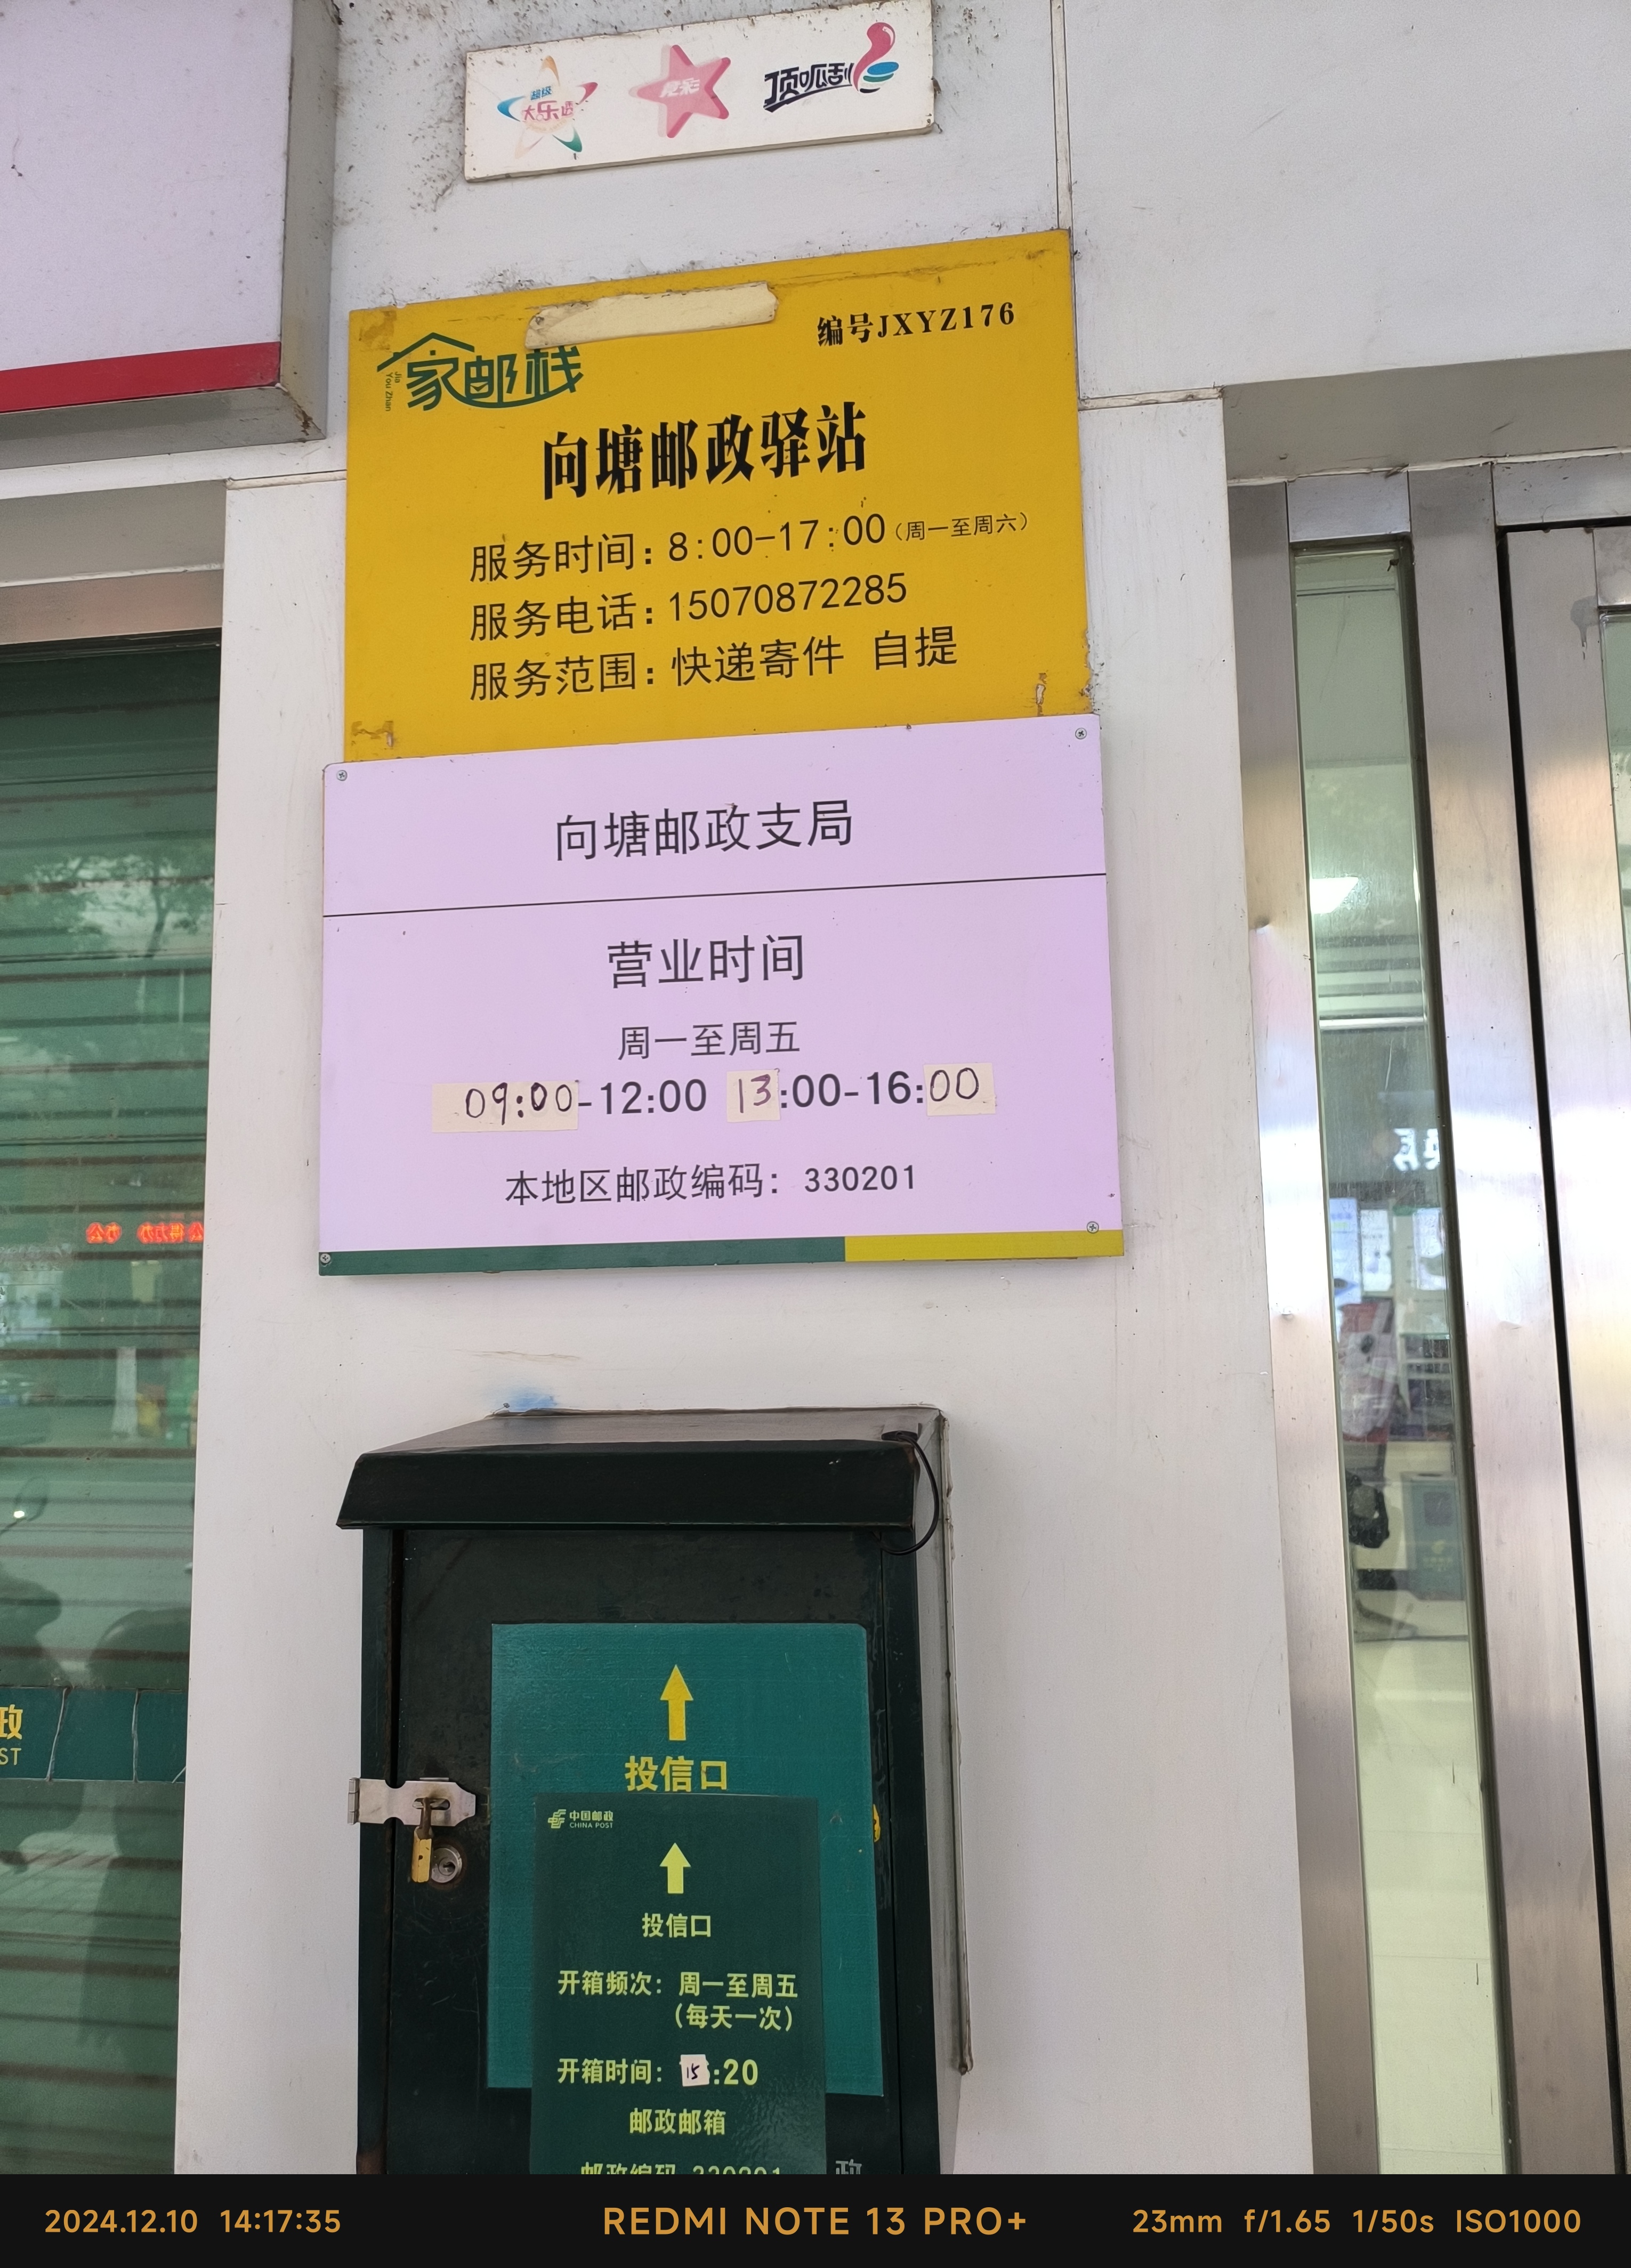 超级
大乐透
竞彩
顶呱刮
编号JXYZ176
家邮栈
Jia
You Zhan
向塘邮政驿站
服务时间：8:00-17:00（周一至周六）
服务电话：15070872285
服务范围：快递寄件 自提
向塘邮政支局
营业时间
周一至周五
09:00-12:00 13:00-16:00
本地区邮政编码：330201
投信口
中国邮政
CHINA POST
投信口
开箱频次：周一至周五
（每天一次）
开箱时间：15:20
邮政邮箱
邮政编码 330201
政
政
ST
2024.12.10 14:17:35
REDMI NOTE 13 PRO+
23mm f/1.65 1/50s ISO1000